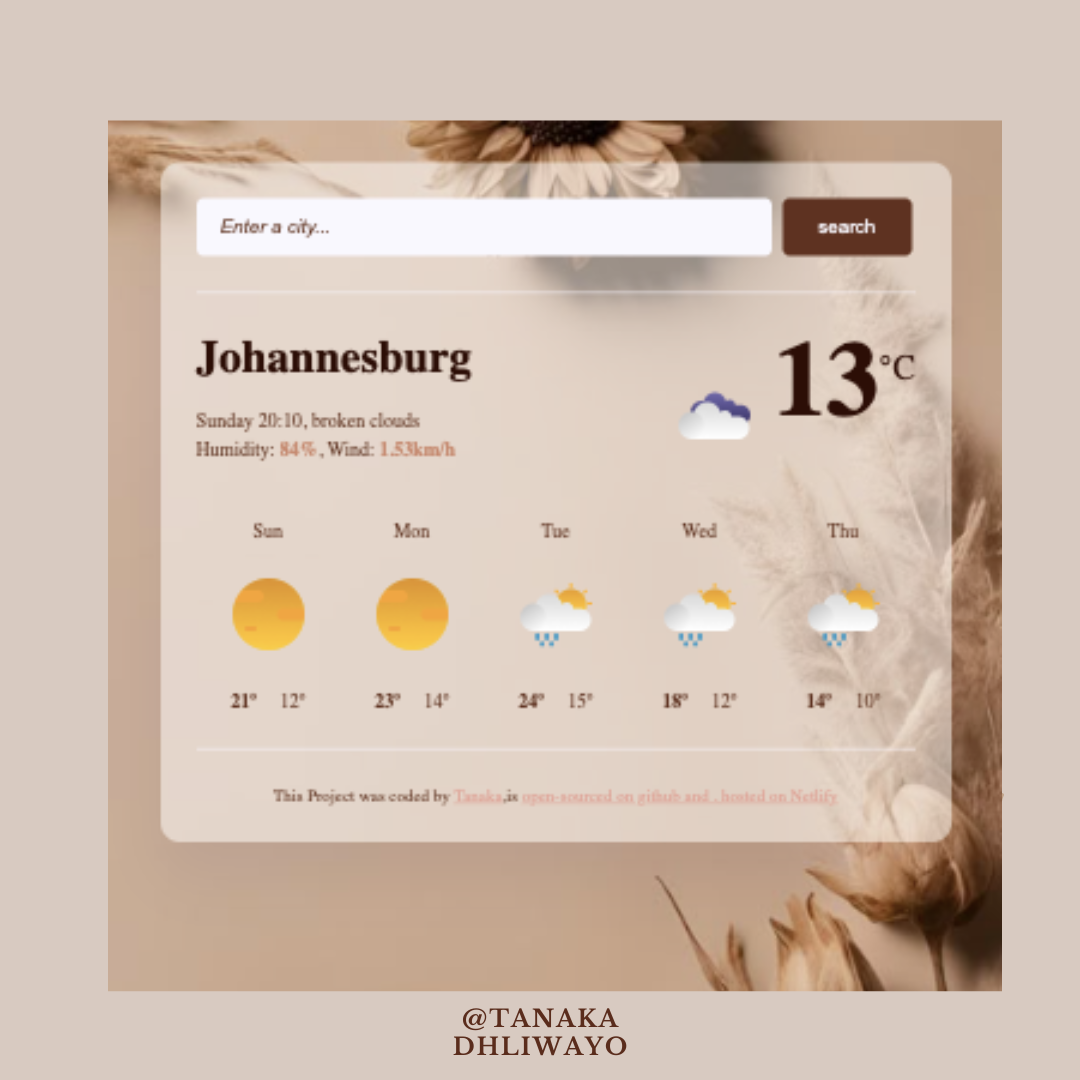 Enter a city...
search
Johannesburg
13°C
Sunday 20:10, broken clouds
Humidity: 84%, Wind: 1.53km/h
Sun Mon Tue Wed Thu
21° 12° 23° 14° 24° 15° 18° 12° 14° 10°
This Project was coded by Tanaka,is open-sourced on github and . hosted on Netlify
@TANAKA
DHLIWAYO